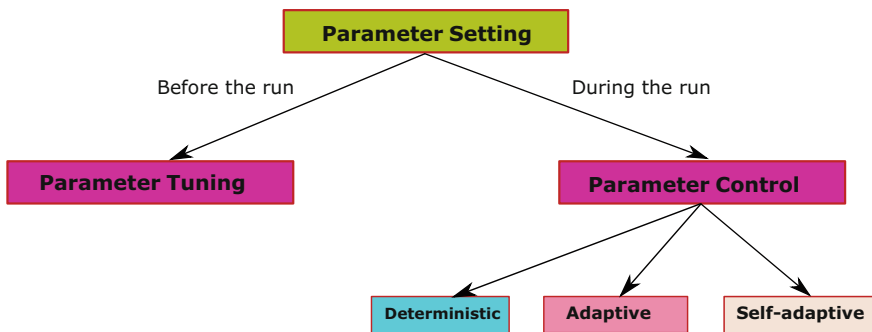 Parameter Setting
Before the run
During the run
Parameter Tuning
Parameter Control
Deterministic
Adaptive
Self-adaptive